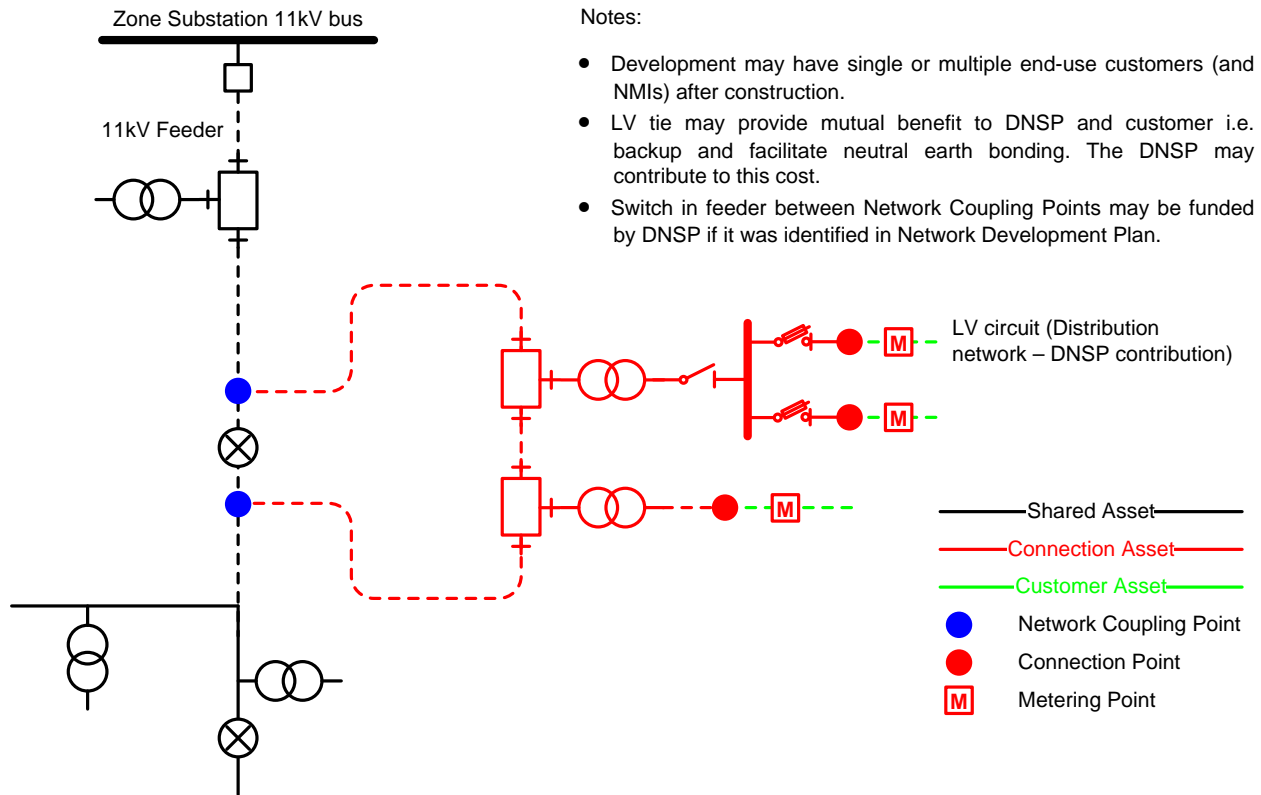 Zone Substation 11kV bus
11kV Feeder
Notes:
● Development may have single or multiple end-use customers (and
NMIs) after construction.
● LV tie may provide mutual benefit to DNSP and customer i.e.
backup and facilitate neutral earth bonding. The DNSP may
contribute to this cost.
● Switch in feeder between Network Coupling Points may be funded
by DNSP if it was identified in Network Development Plan.
M
LV circuit (Distribution
network – DNSP contribution)
M
M
Shared Asset
Connection Asset
Customer Asset
Network Coupling Point
Connection Point
M Metering Point